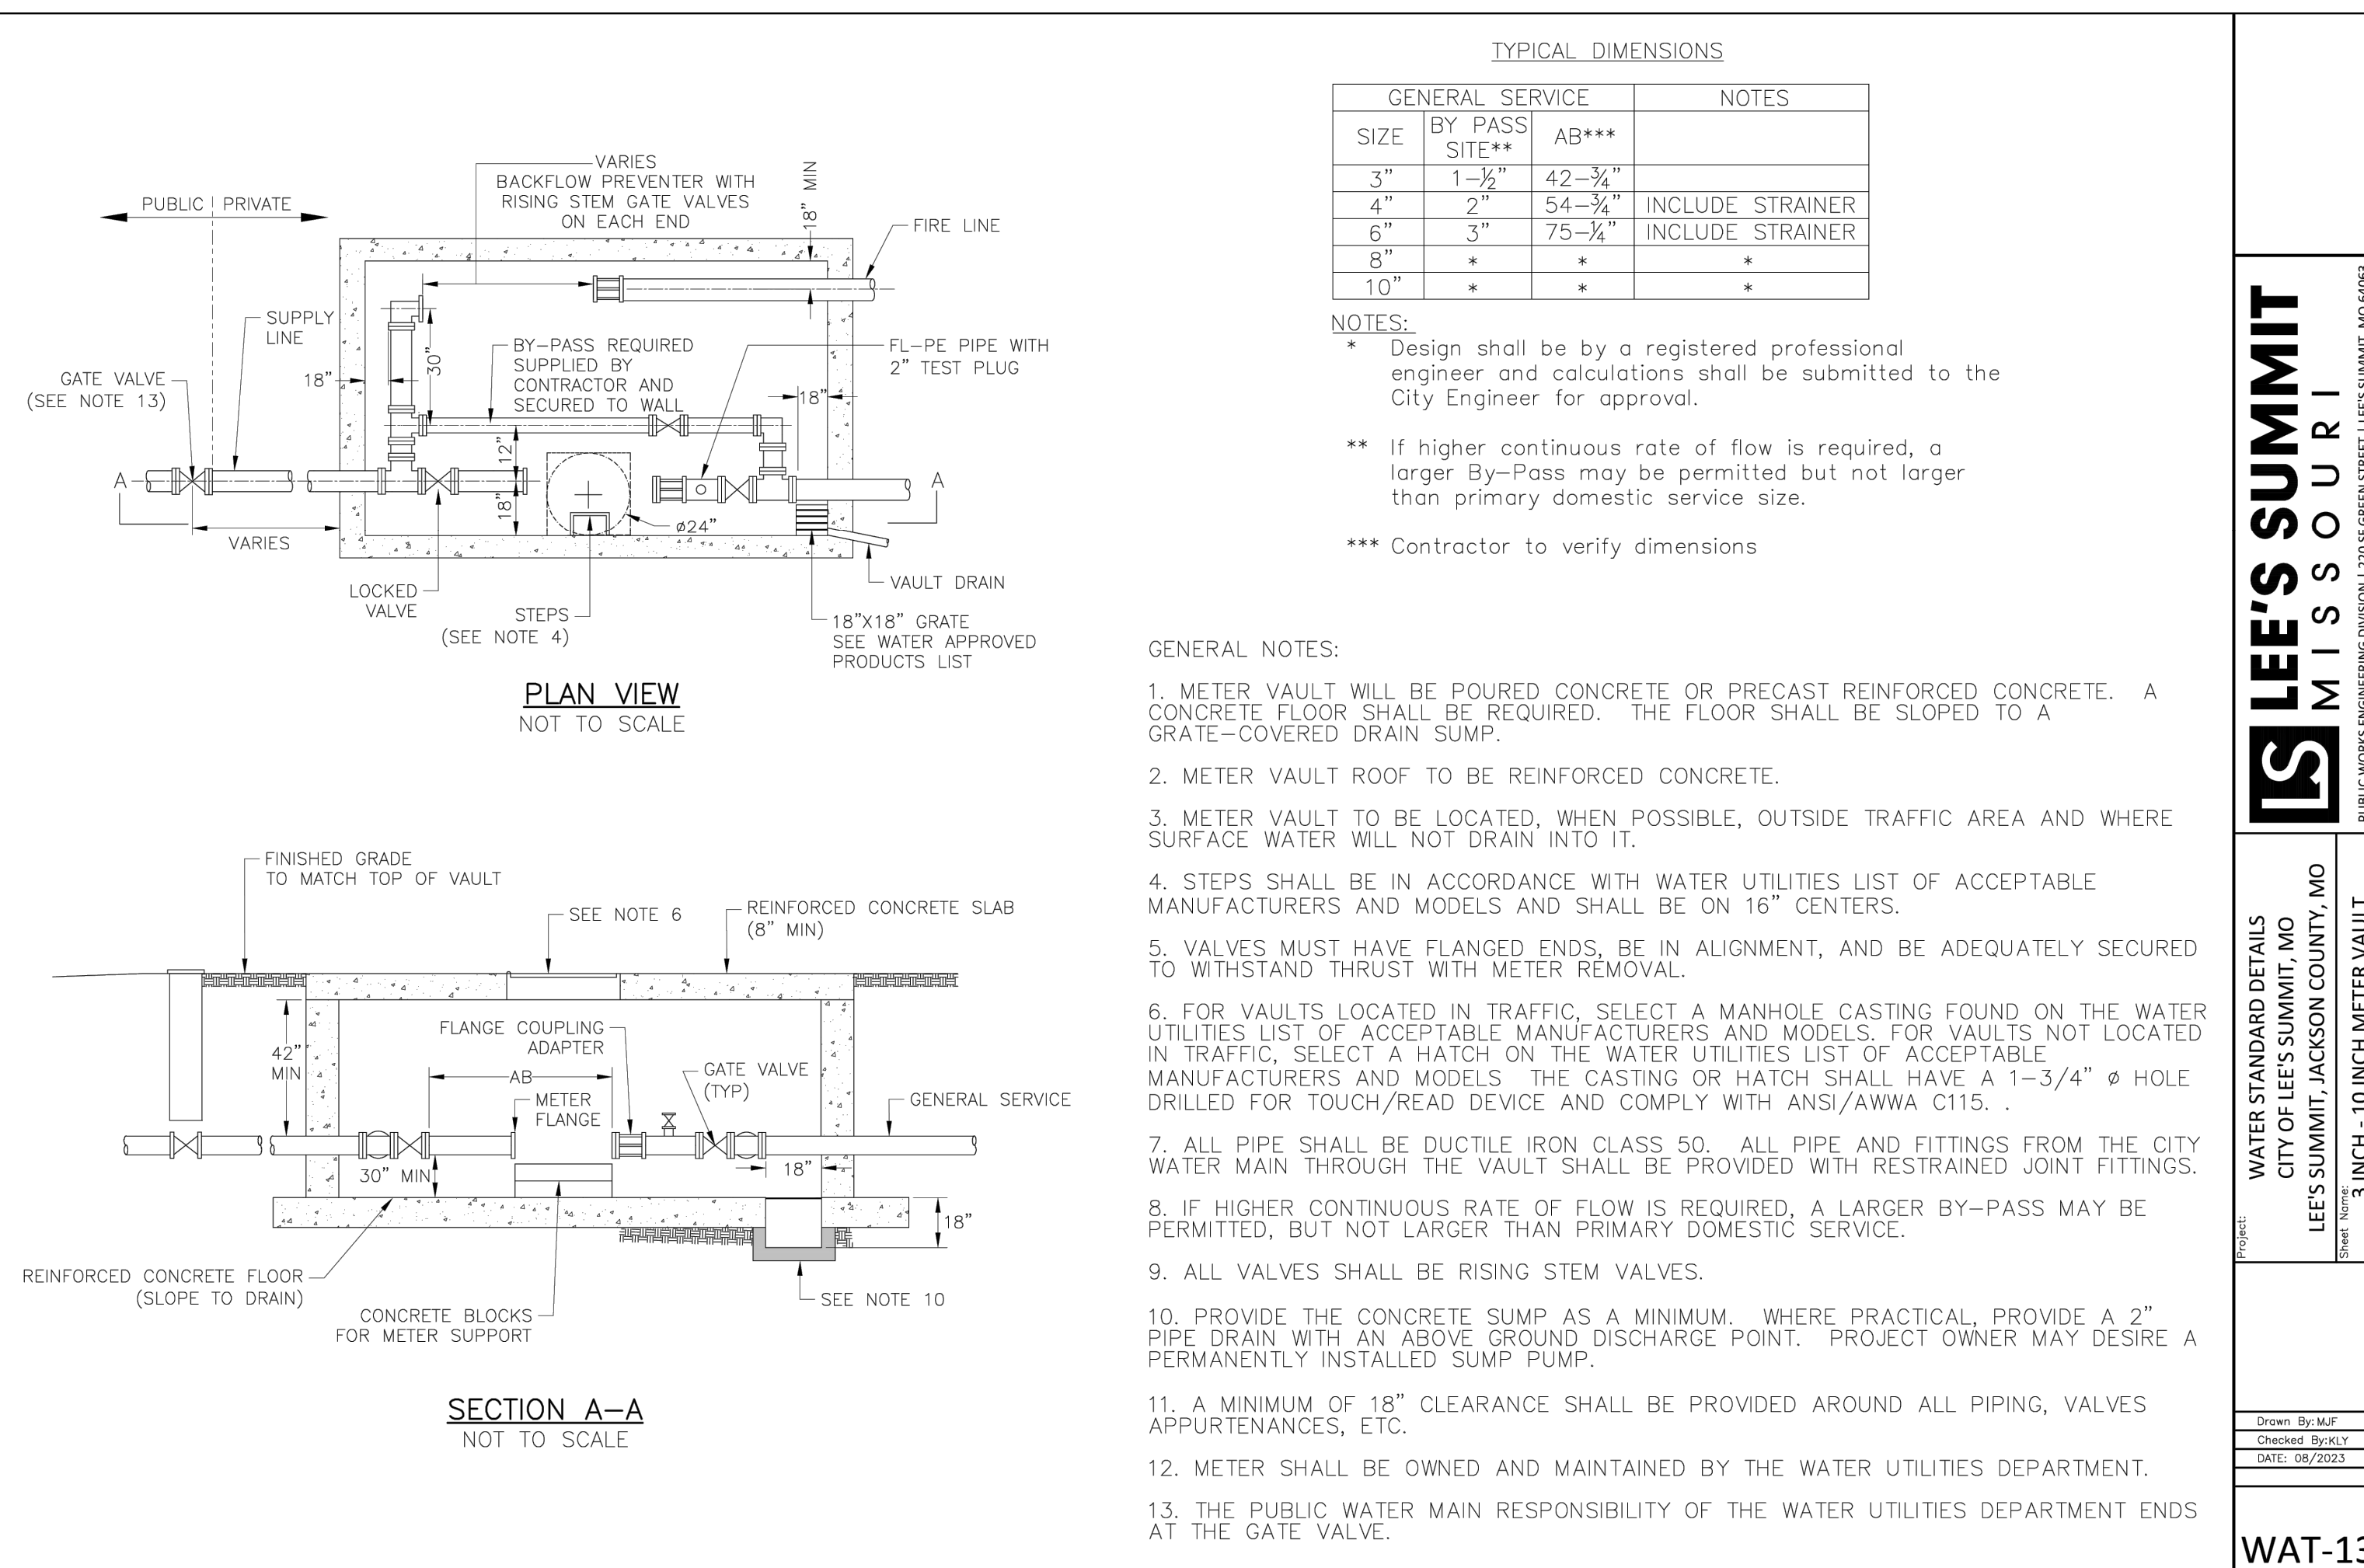 TYPICAL DIMENSIONS
GENERAL SERVICE NOTES
SIZE BY PASS SITE** AB***
3" 1-½" 42-¾"
4" 2" 54-¾" INCLUDE STRAINER
6" 3" 75-¼" INCLUDE STRAINER
8" * * *
10" * * *
NOTES:
* Design shall be by a registered professional
engineer and calculations shall be submitted to the
City Engineer for approval.
** If higher continuous rate of flow is required, a
larger By-Pass may be permitted but not larger
than primary domestic service size.
*** Contractor to verify dimensions
VARIES
BACKFLOW PREVENTER WITH
RISING STEM GATE VALVES
ON EACH END
18" MIN
PUBLIC PRIVATE
FIRE LINE
SUPPLY
LINE
30"
18"
BY-PASS REQUIRED
SUPPLIED BY
CONTRACTOR AND
SECURED TO WALL
FL-PE PIPE WITH
2" TEST PLUG
GATE VALVE
(SEE NOTE 13)
18"
12"
A
A
18"
ø24"
VARIES
LOCKED
VALVE
STEPS
(SEE NOTE 4)
VAULT DRAIN
18"X18" GRATE
SEE WATER APPROVED
PRODUCTS LIST
PLAN VIEW
NOT TO SCALE
FINISHED GRADE
TO MATCH TOP OF VAULT
SEE NOTE 6
REINFORCED CONCRETE SLAB
(8" MIN)
42"
MIN
FLANGE COUPLING
ADAPTER
AB
METER
FLANGE
GATE VALVE
(TYP)
GENERAL SERVICE
30" MIN
18"
18"
REINFORCED CONCRETE FLOOR
(SLOPE TO DRAIN)
CONCRETE BLOCKS
FOR METER SUPPORT
SEE NOTE 10
SECTION A-A
NOT TO SCALE
GENERAL NOTES:
1. METER VAULT WILL BE POURED CONCRETE OR PRECAST REINFORCED CONCRETE. A
CONCRETE FLOOR SHALL BE REQUIRED. THE FLOOR SHALL BE SLOPED TO A
GRATE-COVERED DRAIN SUMP.
2. METER VAULT ROOF TO BE REINFORCED CONCRETE.
3. METER VAULT TO BE LOCATED, WHEN POSSIBLE, OUTSIDE TRAFFIC AREA AND WHERE
SURFACE WATER WILL NOT DRAIN INTO IT.
4. STEPS SHALL BE IN ACCORDANCE WITH WATER UTILITIES LIST OF ACCEPTABLE
MANUFACTURERS AND MODELS AND SHALL BE ON 16" CENTERS.
5. VALVES MUST HAVE FLANGED ENDS, BE IN ALIGNMENT, AND BE ADEQUATELY SECURED
TO WITHSTAND THRUST WITH METER REMOVAL.
6. FOR VAULTS LOCATED IN TRAFFIC, SELECT A MANHOLE CASTING FOUND ON THE WATER
UTILITIES LIST OF ACCEPTABLE MANUFACTURERS AND MODELS. FOR VAULTS NOT LOCATED
IN TRAFFIC, SELECT A HATCH ON THE WATER UTILITIES LIST OF ACCEPTABLE
MANUFACTURERS AND MODELS THE CASTING OR HATCH SHALL HAVE A 1-3/4" ø HOLE
DRILLED FOR TOUCH/READ DEVICE AND COMPLY WITH ANSI/AWWA C115. .
7. ALL PIPE SHALL BE DUCTILE IRON CLASS 50. ALL PIPE AND FITTINGS FROM THE CITY
WATER MAIN THROUGH THE VAULT SHALL BE PROVIDED WITH RESTRAINED JOINT FITTINGS.
8. IF HIGHER CONTINUOUS RATE OF FLOW IS REQUIRED, A LARGER BY-PASS MAY BE
PERMITTED, BUT NOT LARGER THAN PRIMARY DOMESTIC SERVICE.
9. ALL VALVES SHALL BE RISING STEM VALVES.
10. PROVIDE THE CONCRETE SUMP AS A MINIMUM. WHERE PRACTICAL, PROVIDE A 2"
PIPE DRAIN WITH AN ABOVE GROUND DISCHARGE POINT. PROJECT OWNER MAY DESIRE A
PERMANENTLY INSTALLED SUMP PUMP.
11. A MINIMUM OF 18" CLEARANCE SHALL BE PROVIDED AROUND ALL PIPING, VALVES
APPURTENANCES, ETC.
12. METER SHALL BE OWNED AND MAINTAINED BY THE WATER UTILITIES DEPARTMENT.
13. THE PUBLIC WATER MAIN RESPONSIBILITY OF THE WATER UTILITIES DEPARTMENT ENDS
AT THE GATE VALVE.
LS LEE'S SUMMIT
MISSOURI
Project:
WATER STANDARD DETAILS
CITY OF LEE'S SUMMIT, MO
LEE'S SUMMIT, JACKSON COUNTY, MO
Sheet Name:
3 INCH - 10 INCH METER VAULT
Drawn By: MJF
Checked By:KLY
DATE: 08/2023
WAT-13